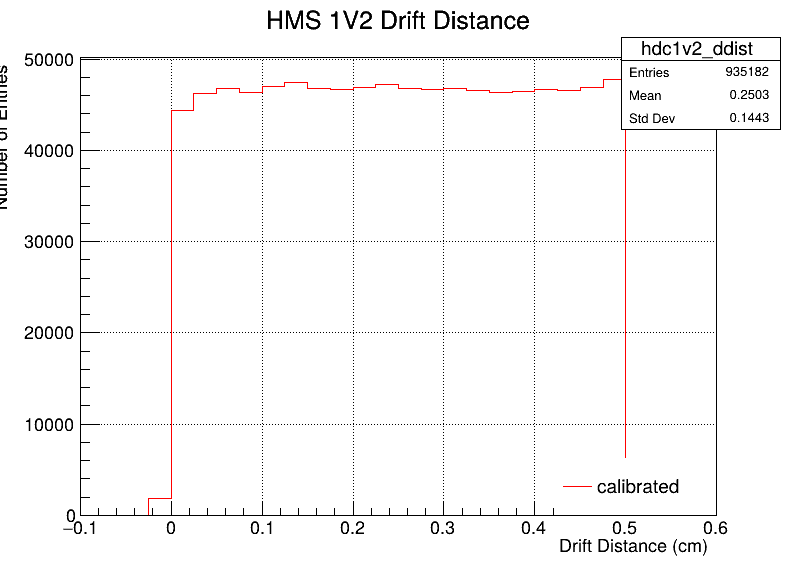 HMS 1V2 Drift Distance
hdc1v2_ddist
Entries 935182
Mean 0.2503
Std Dev 0.1443
Number of Entries
50000
40000
30000
20000
10000
0
calibrated
−0.1 0 0.1 0.2 0.3 0.4 0.5 0.6
Drift Distance (cm)